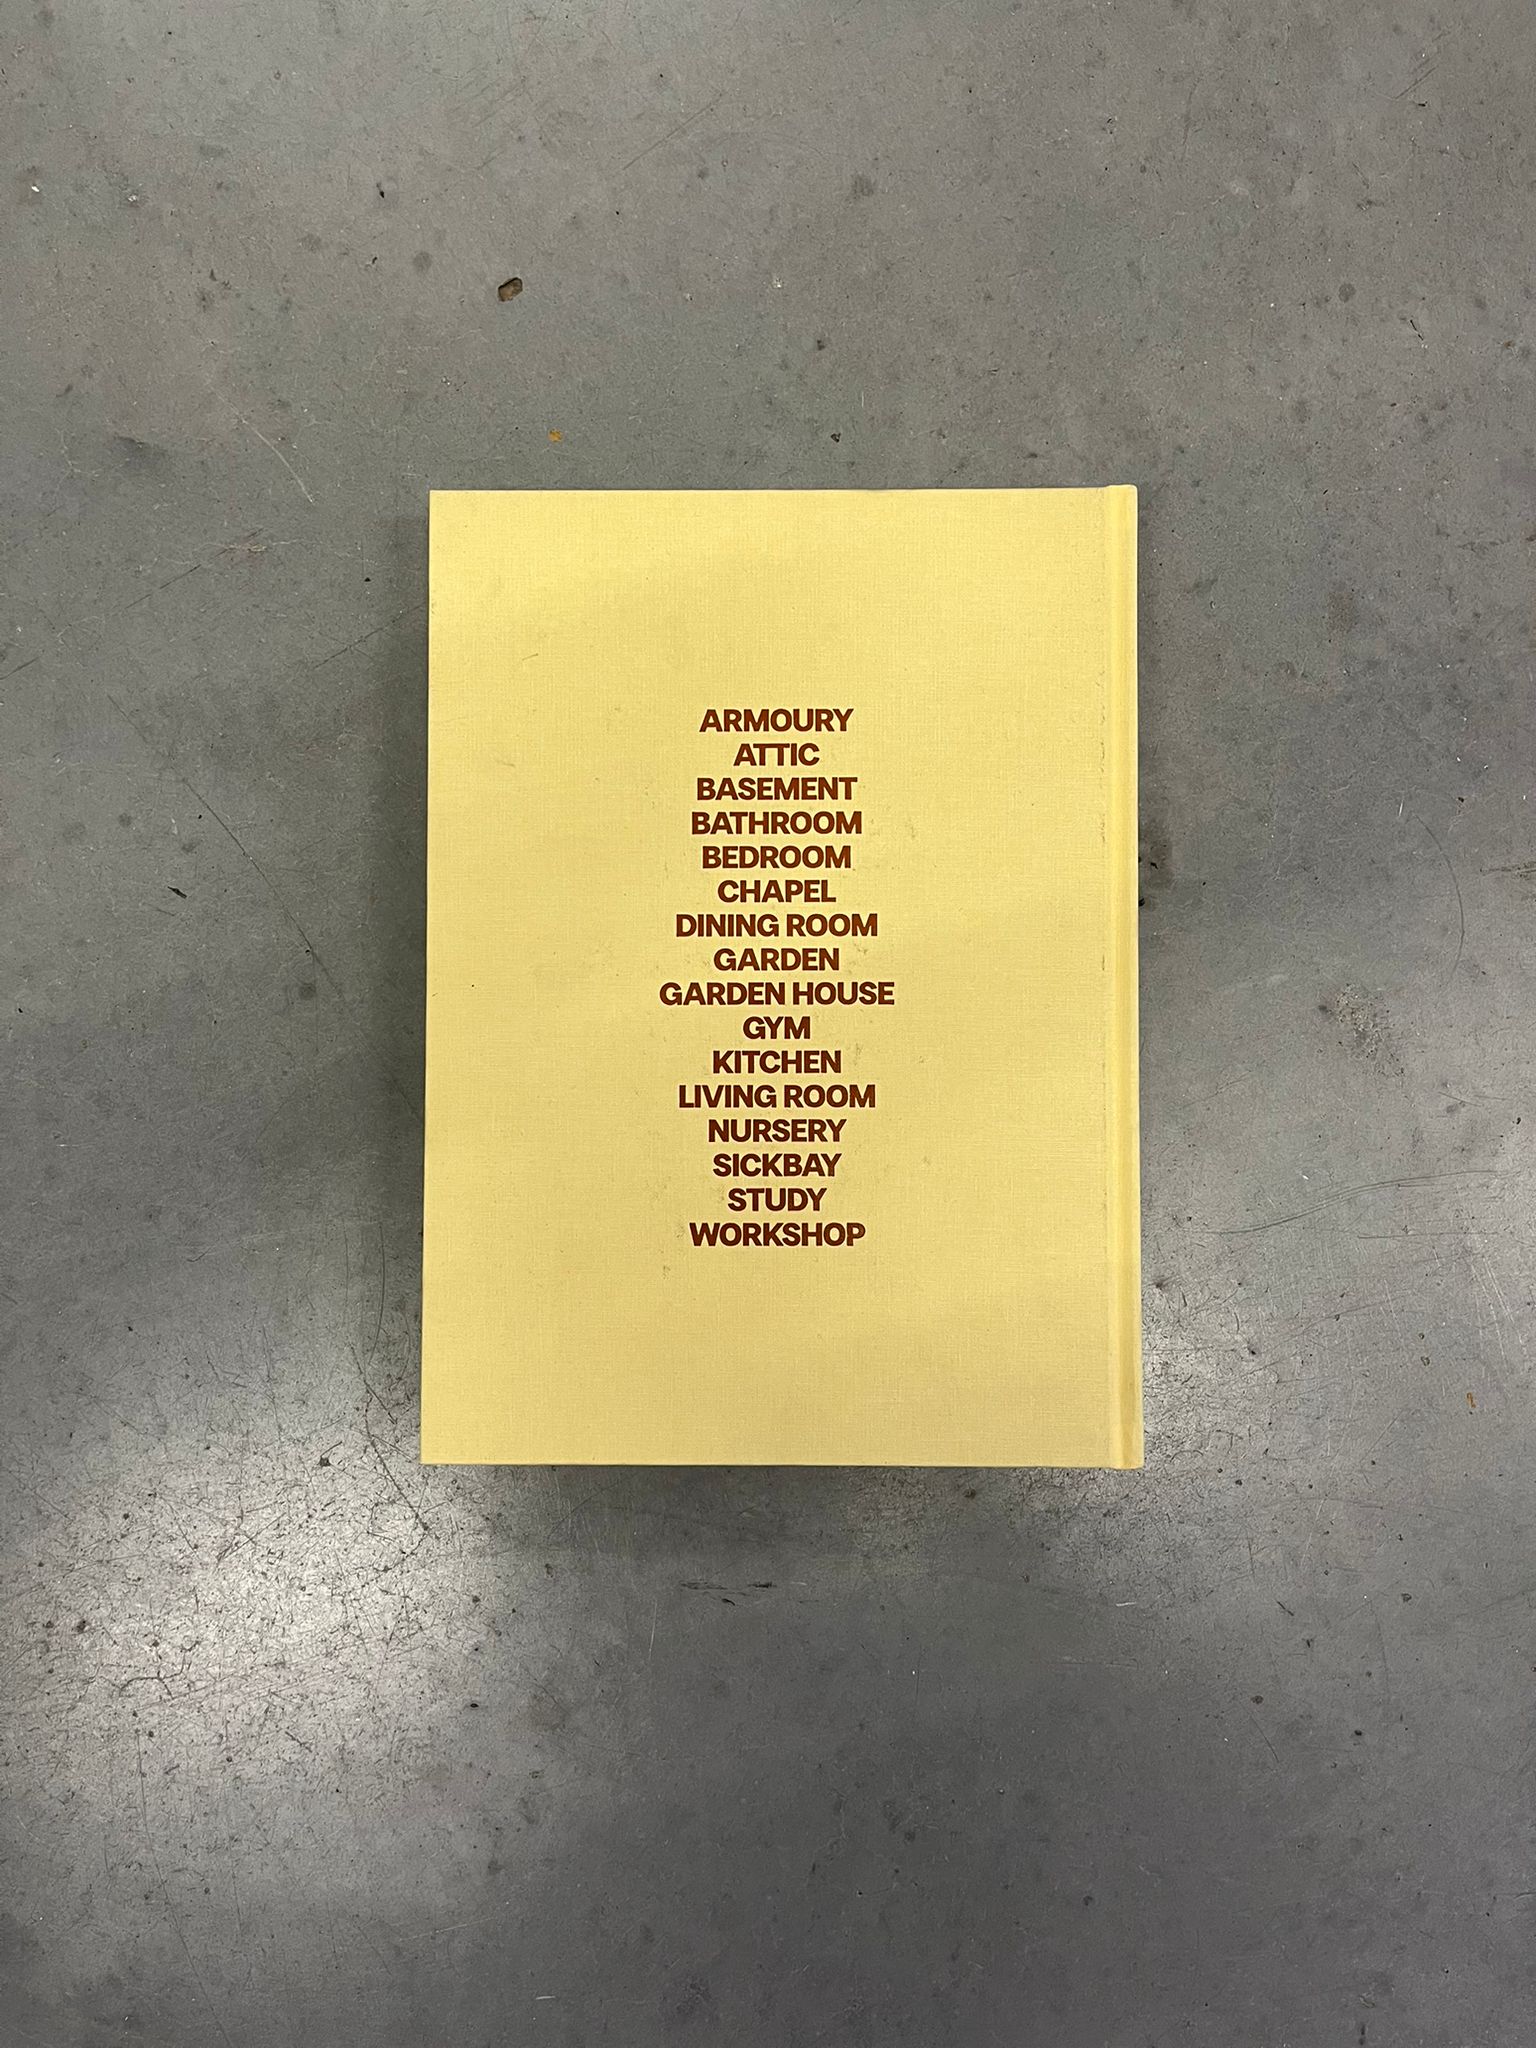 ARMOURY
ATTIC
BASEMENT
BATHROOM
BEDROOM
CHAPEL
DINING ROOM
GARDEN
GARDEN HOUSE
GYM
KITCHEN
LIVING ROOM
NURSERY
SICKBAY
STUDY
WORKSHOP